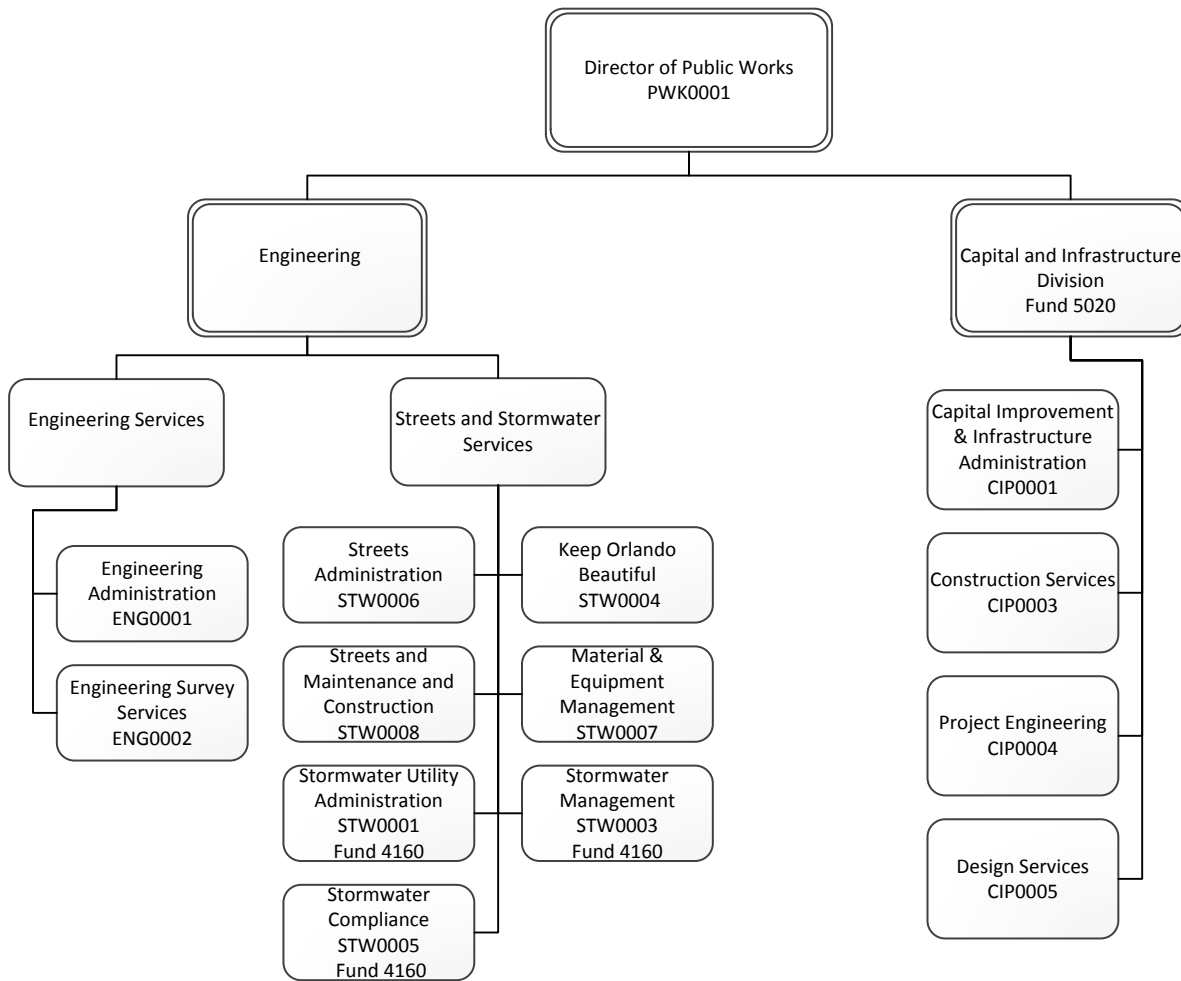 Director of Public Works
PWK0001
Engineering
Capital and Infrastructure
Division
Fund 5020
Engineering Services
Streets and Stormwater
Services
Capital Improvement
& Infrastructure
Administration
CIP0001
Engineering
Administration
ENG0001
Engineering Survey
Services
ENG0002
Streets
Administration
STW0006
Keep Orlando
Beautiful
STW0004
Streets and
Maintenance and
Construction
STW0008
Material &
Equipment
Management
STW0007
Stormwater Utility
Administration
STW0001
Fund 4160
Stormwater
Management
STW0003
Fund 4160
Stormwater
Compliance
STW0005
Fund 4160
Construction Services
CIP0003
Project Engineering
CIP0004
Design Services
CIP0005